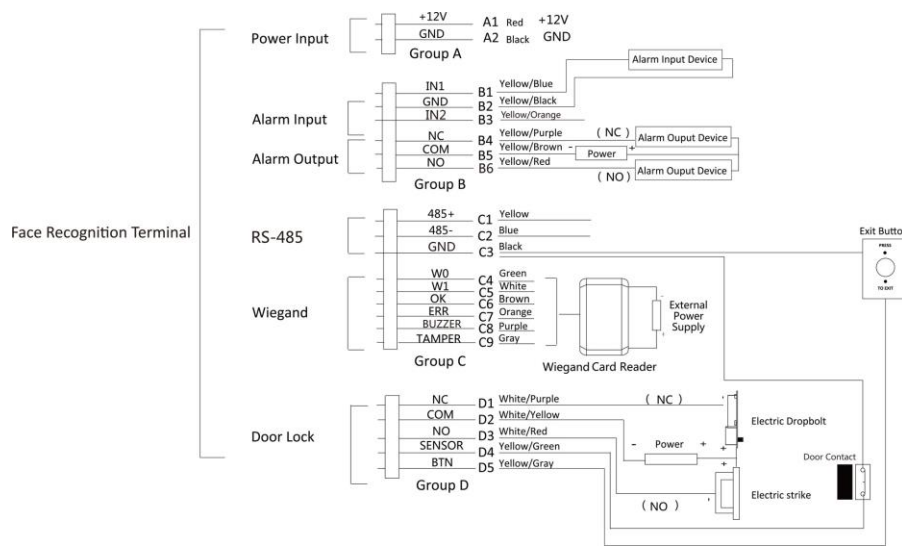 Face Recognition Terminal
Power Input
+12V A1 Red +12V
GND A2 Black GND
Group A
Alarm Input
Alarm Output
IN1 B1 Yellow/Blue
GND B2 Yellow/Black
IN2 B3 Yellow/Orange
NC B4 Yellow/Purple (NC)
COM B5 Yellow/Brown - Power +
NO B6 Yellow/Red (NO)
Group B
Alarm Input Device
Alarm Ouput Device
Alarm Ouput Device
RS-485
485+ C1 Yellow
485- C2 Blue
GND C3 Black
Wiegand
W0 C4 Green
W1 C5 White
OK C6 Brown
ERR C7 Orange
BUZZER C8 Purple
TAMPER C9 Gray
Group C
Wiegand Card Reader
-
External
Power
Supply
+
Exit Butto
PRESS
TO EXIT
Door Lock
NC D1 White/Purple (NC) -
COM D2 White/Yellow - Power + +
NO D3 White/Red (NO) - +
SENSOR D4 Yellow/Green
BTN D5 Yellow/Gray
Group D
Electric Dropbolt
Electric strike
Door Contact